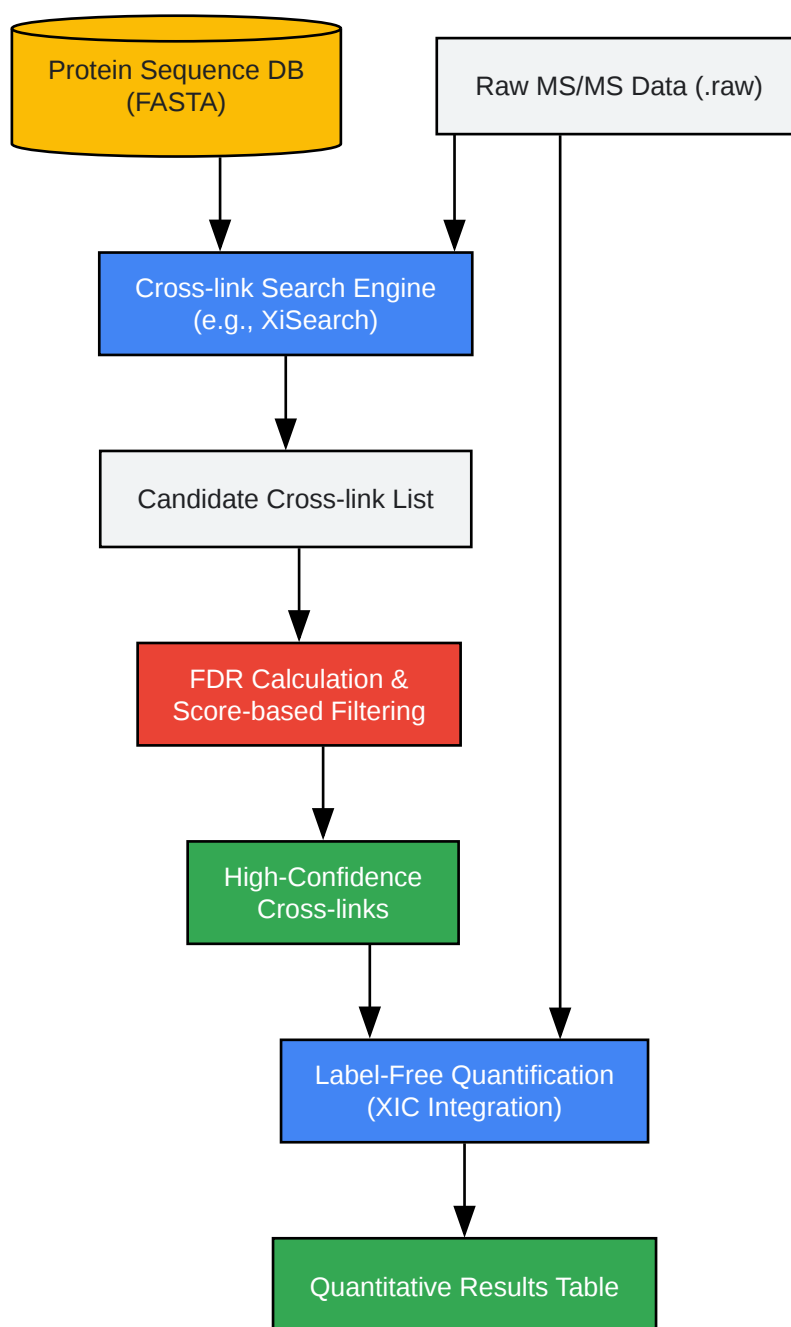 Protein Sequence DB
(FASTA)
Raw MS/MS Data (.raw)
Cross-link Search Engine
(e.g., XiSearch)
Candidate Cross-link List
FDR Calculation &
Score-based Filtering
High-Confidence
Cross-links
Label-Free Quantification
(XIC Integration)
Quantitative Results Table